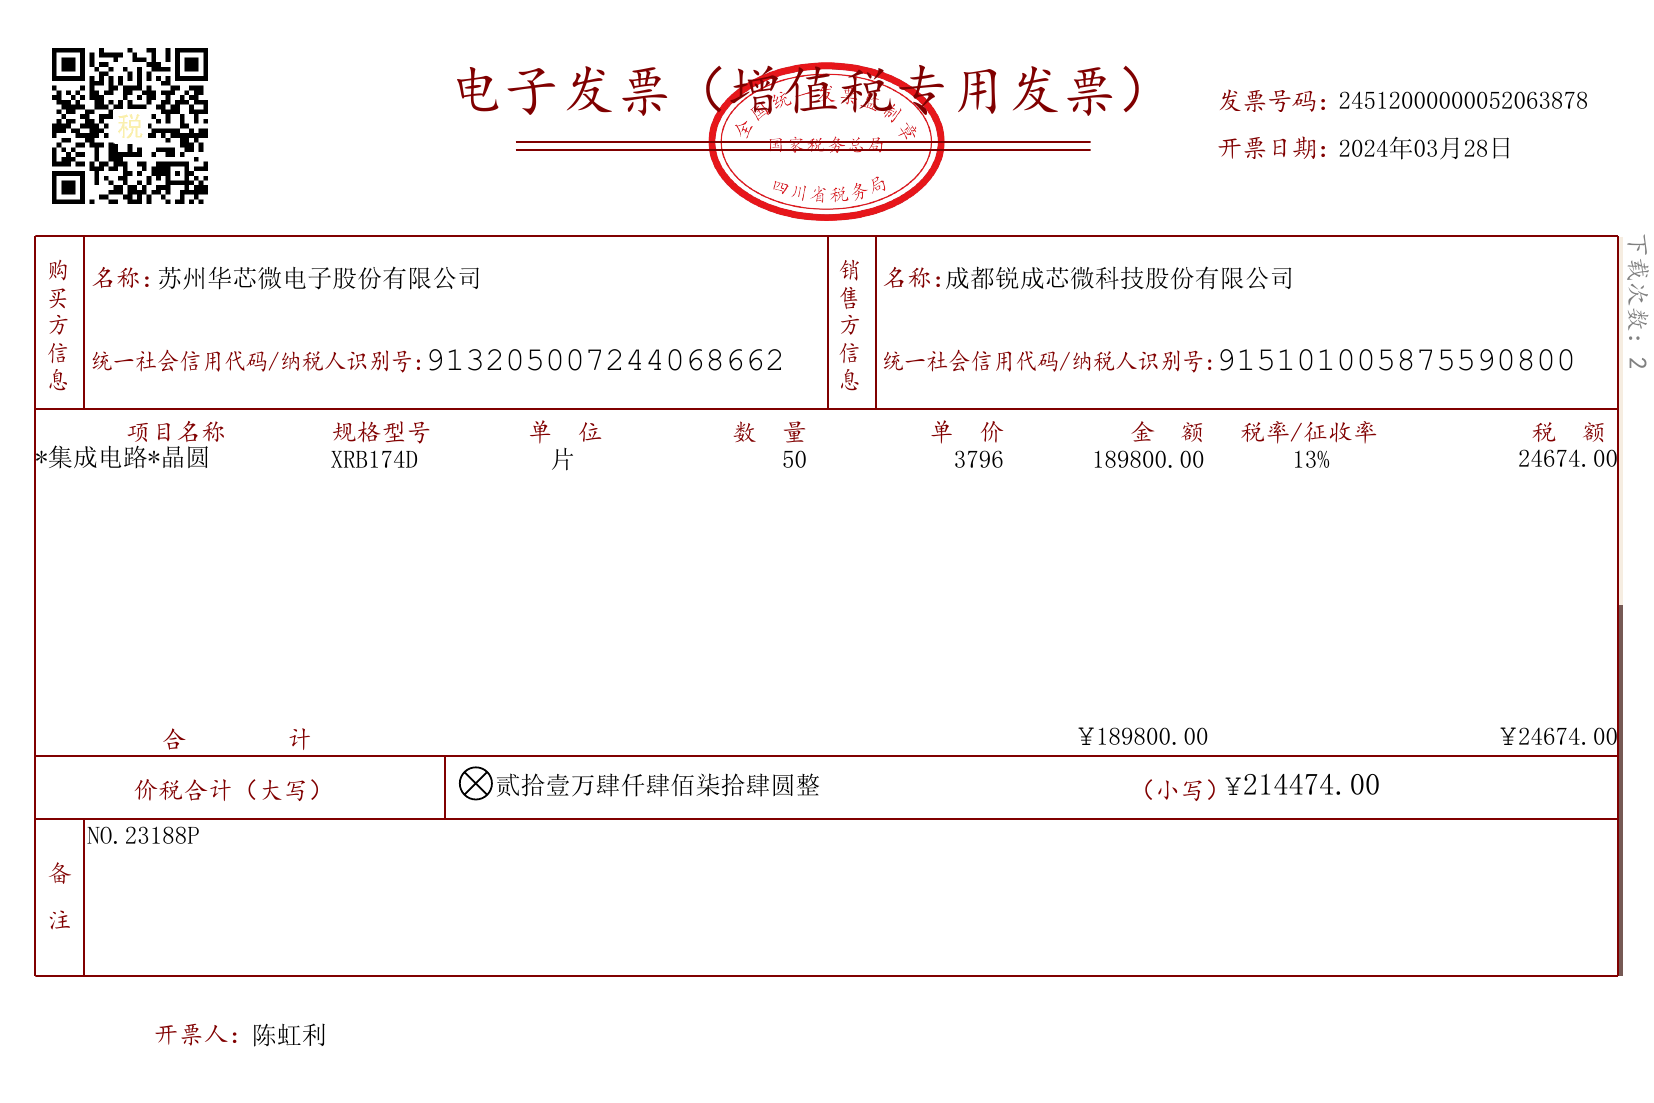 电子发票（增值税专用发票）
全国统一发票监制章
国家税务总局
四川省税务局
税
发票号码：24512000000052063878
开票日期：2024年03月28日
下载次数：2
购买方信息
名称：苏州华芯微电子股份有限公司
统一社会信用代码/纳税人识别号：913205007244068662
销售方信息
名称：成都锐成芯微科技股份有限公司
统一社会信用代码/纳税人识别号：915101005875590800
项目名称 规格型号 单位 数量 单价 金额 税率/征收率 税额
*集成电路*晶圆 XRB174D 片 50 3796 189800.00 13% 24674.00
合计 ¥189800.00 ¥24674.00
价税合计（大写） ⊗贰拾壹万肆仟肆佰柒拾肆圆整 （小写）¥214474.00
备注
NO.23188P
开票人：陈虹利